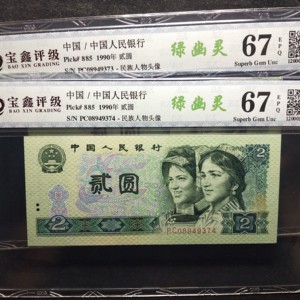 宝鑫评级
BAO XIN GRADING
中国 / 中国人民银行
Pick# 885 1990年 贰圆
S/N PC08949373 - 民族人物头像
绿幽灵
67 EPQ
Superb Gem Unc
宝鑫评级
BAO XIN GRADING
中国 / 中国人民银行
Pick# 885 1990年 贰圆
S/N PC08949374 - 民族人物头像
绿幽灵
67 EPQ
Superb Gem Unc
中国人民银行
贰圆
2
2
PC08949374